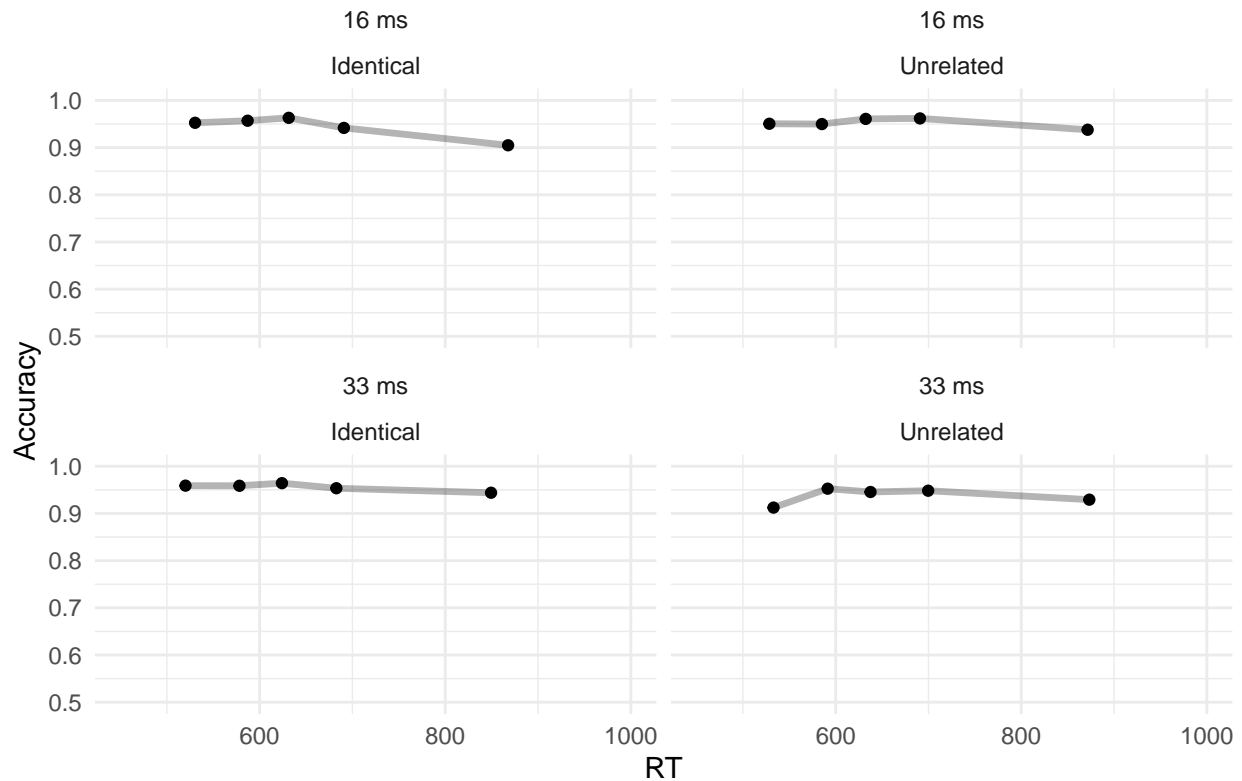 16 ms
Identical
16 ms
Unrelated
1.0
0.9
0.8
0.7
0.6
0.5
33 ms
Identical
33 ms
Unrelated
1.0
0.9
0.8
0.7
0.6
0.5
600 800 1000
600 800 1000
RT
Accuracy